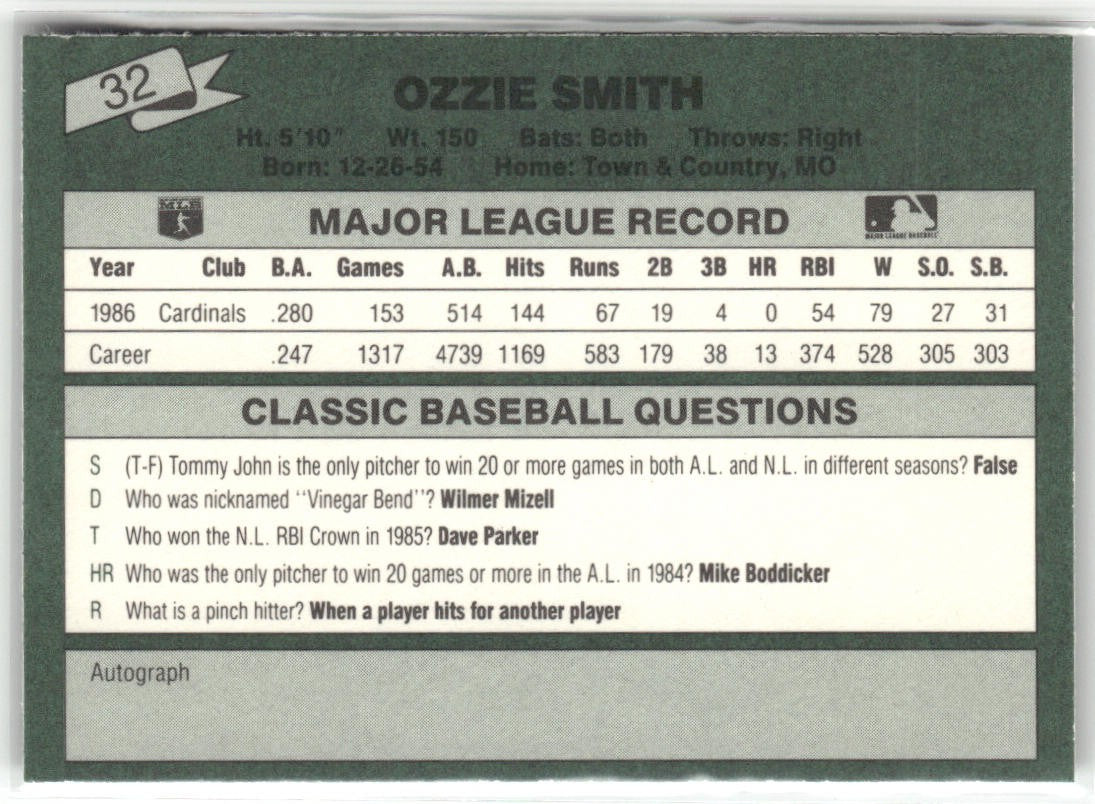 32
OZZIE SMITH
Ht. 5'10" Wt. 150 Bats: Both Throws: Right
Born: 12-26-54 Home: Town & Country, MO
MLB MAJOR LEAGUE RECORD MAJOR LEAGUE BASEBALL
Year Club B.A. Games A.B. Hits Runs 2B 3B HR RBI W S.O. S.B.
1986 Cardinals .280 153 514 144 67 19 4 0 54 79 27 31
Career .247 1317 4739 1169 583 179 38 13 374 528 305 303
CLASSIC BASEBALL QUESTIONS
S (T-F) Tommy John is the only pitcher to win 20 or more games in both A.L. and N.L. in different seasons? False
D Who was nicknamed "Vinegar Bend"? Wilmer Mizell
T Who won the N.L. RBI Crown in 1985? Dave Parker
HR Who was the only pitcher to win 20 games or more in the A.L. in 1984? Mike Boddicker
R What is a pinch hitter? When a player hits for another player
Autograph